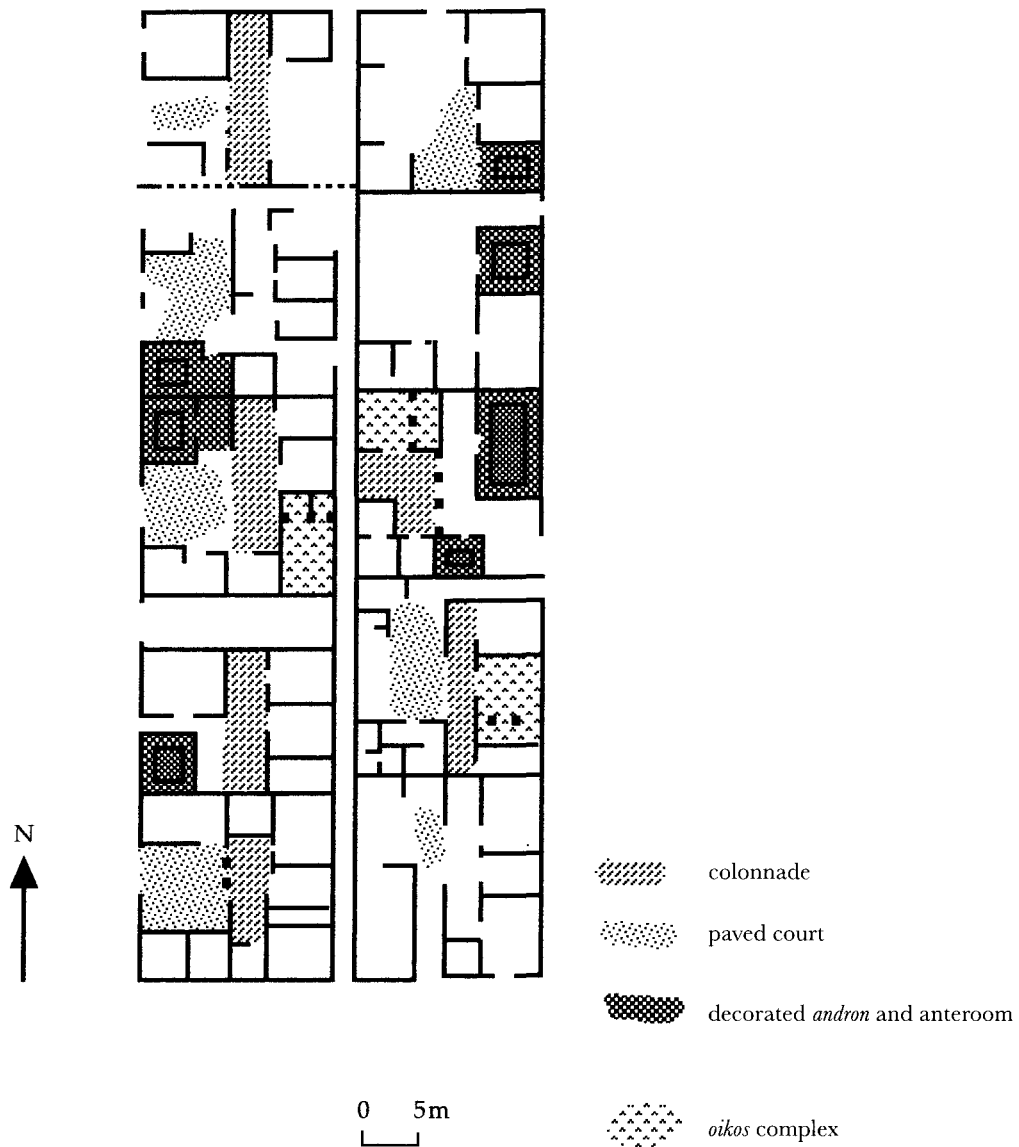 N
colonnade
paved court
decorated andron and anteroom
0 5m
oikos complex